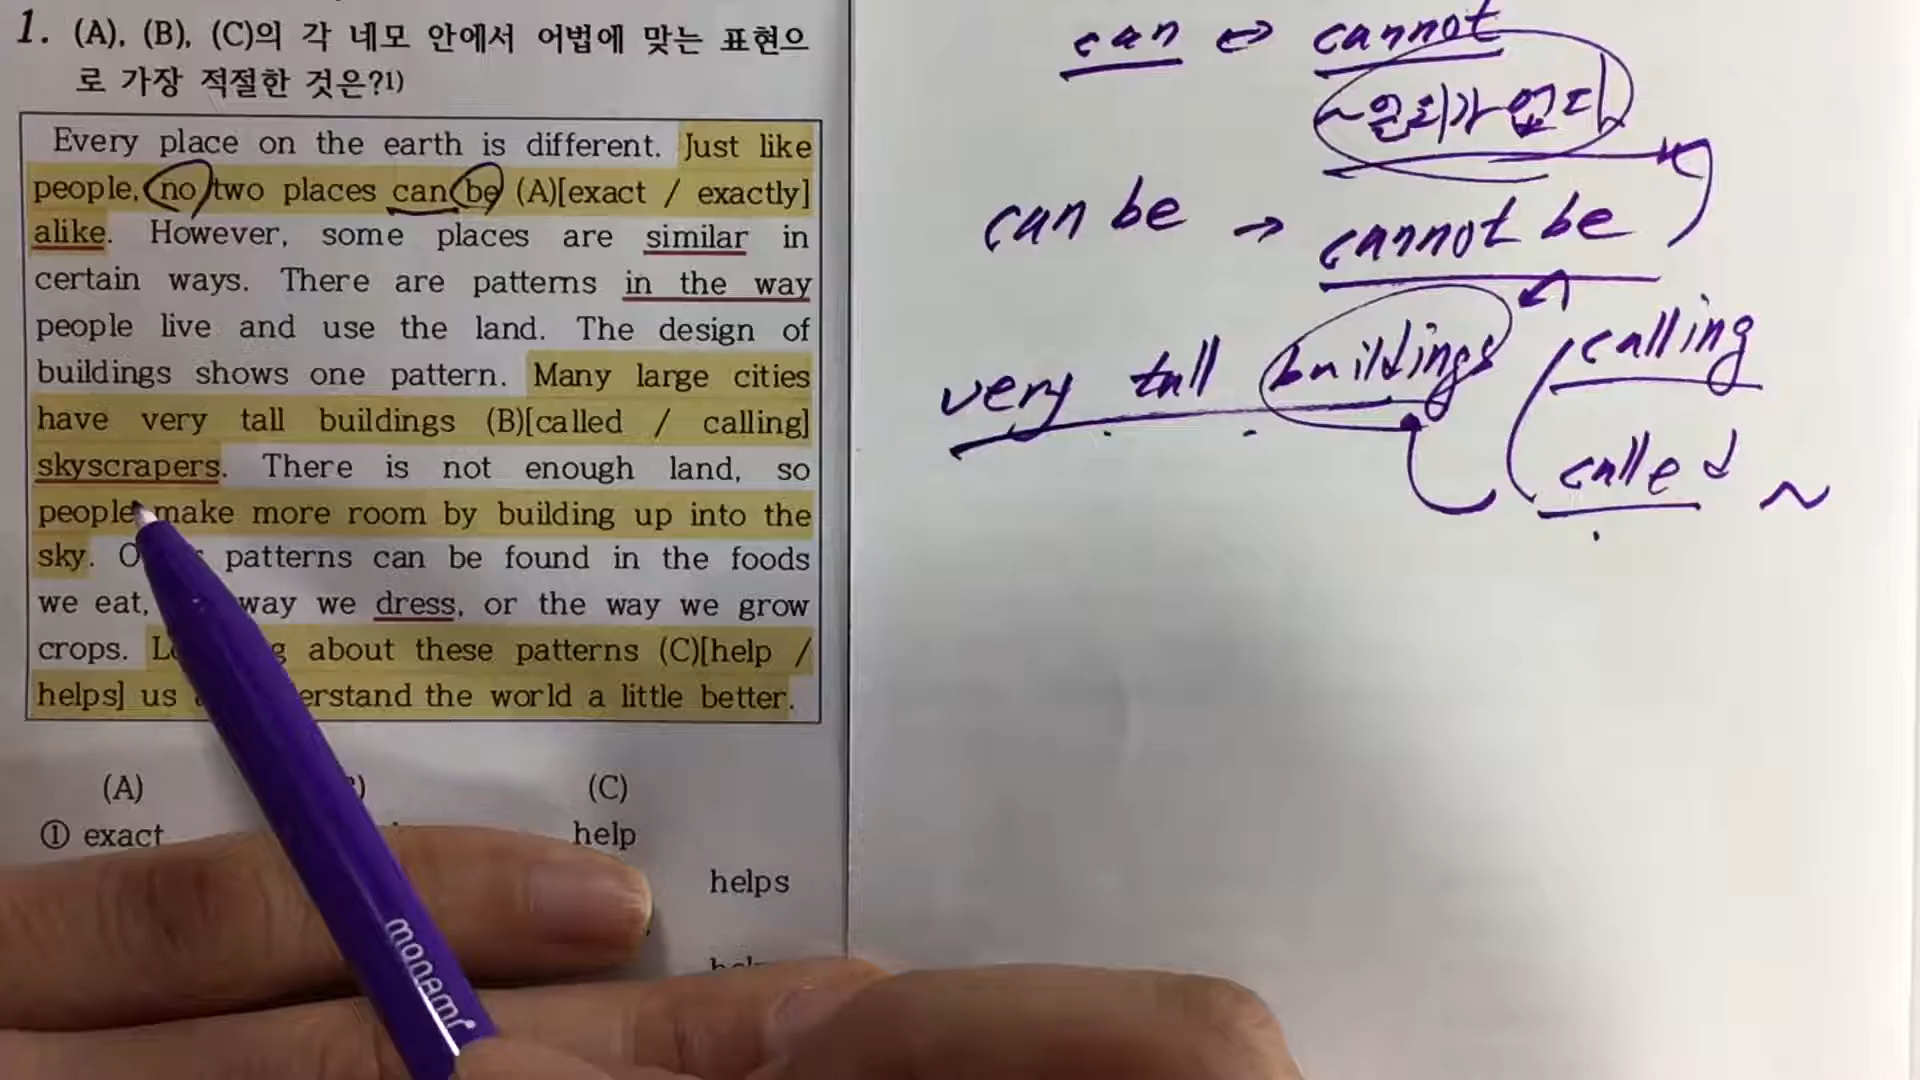 1. (A), (B), (C)의 각 네모 안에서 어법에 맞는 표현으
로 가장 적절한 것은?1)
Every place on the earth is different. Just like
people, no two places can be (A)[exact / exactly]
alike. However, some places are similar in
certain ways. There are patterns in the way
people live and use the land. The design of
buildings shows one pattern. Many large cities
have very tall buildings (B)[called / calling]
skyscrapers. There is not enough land, so
people make more room by building up into the
sky. patterns can be found in the foods
we eat, way we dress, or the way we grow
crops. about these patterns (C)[help /
helps] us the world a little better.
(A) (C)
① exact help
helps
can ↔ cannot
~일리가 없다
can be → cannot be
very tall buildings
calling
called ~
monami